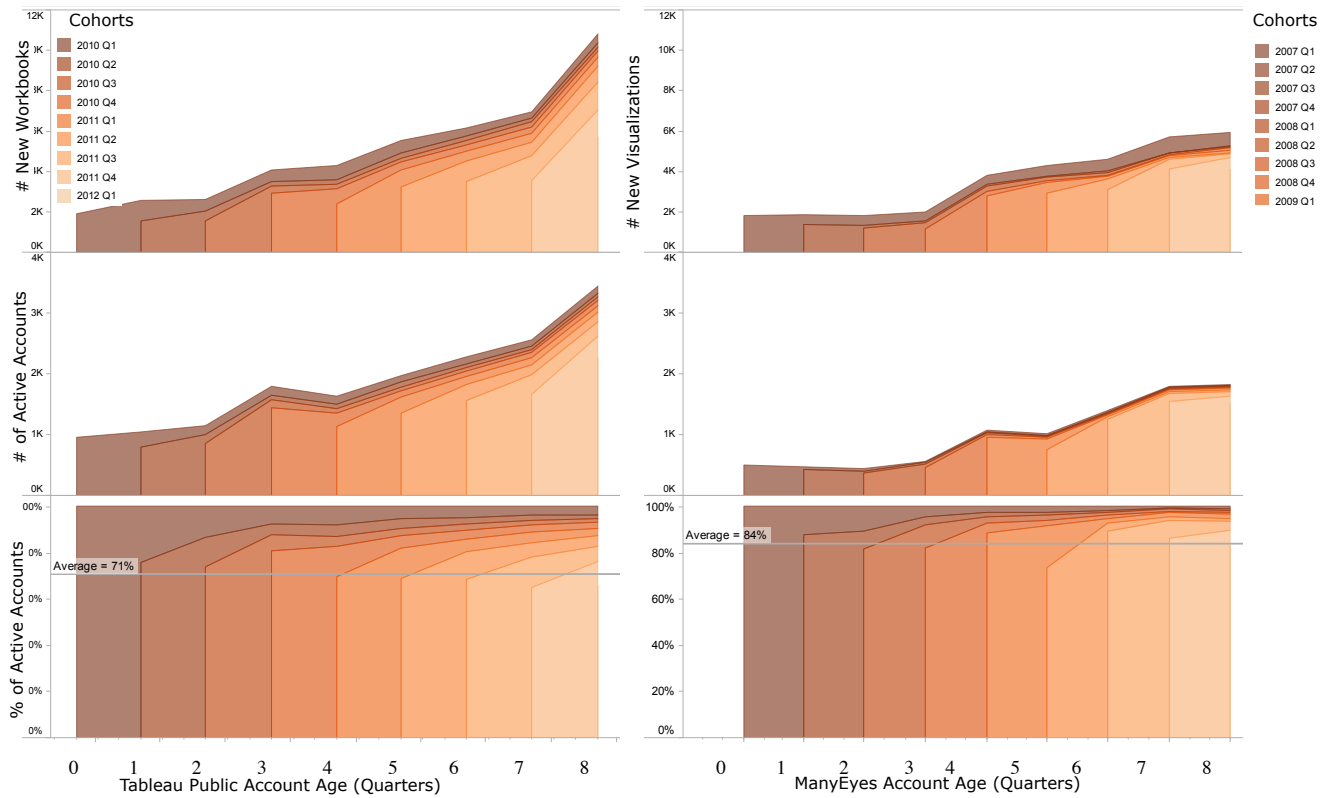 12K
Cohorts
# New Workbooks
2010 Q1
2010 Q2
2010 Q3
2010 Q4
2011 Q1
2011 Q2
2011 Q3
2011 Q4
2012 Q1
2K
0K
4K
3K
2K
1K
0K
# of Active Accounts
% of Active Accounts
Average = 71%
0%
0 1 2 3 4 5 6 7 8
Tableau Public Account Age (Quarters)
12K
10K
8K
6K
4K
2K
0K
# New Visualizations
Cohorts
2007 Q1
2007 Q2
2007 Q3
2007 Q4
2008 Q1
2008 Q2
2008 Q3
2008 Q4
2009 Q1
4K
3K
2K
1K
0K
100%
Average = 84%
80%
60%
40%
20%
0%
0 1 2 3 4 5 6 7 8
ManyEyes Account Age (Quarters)